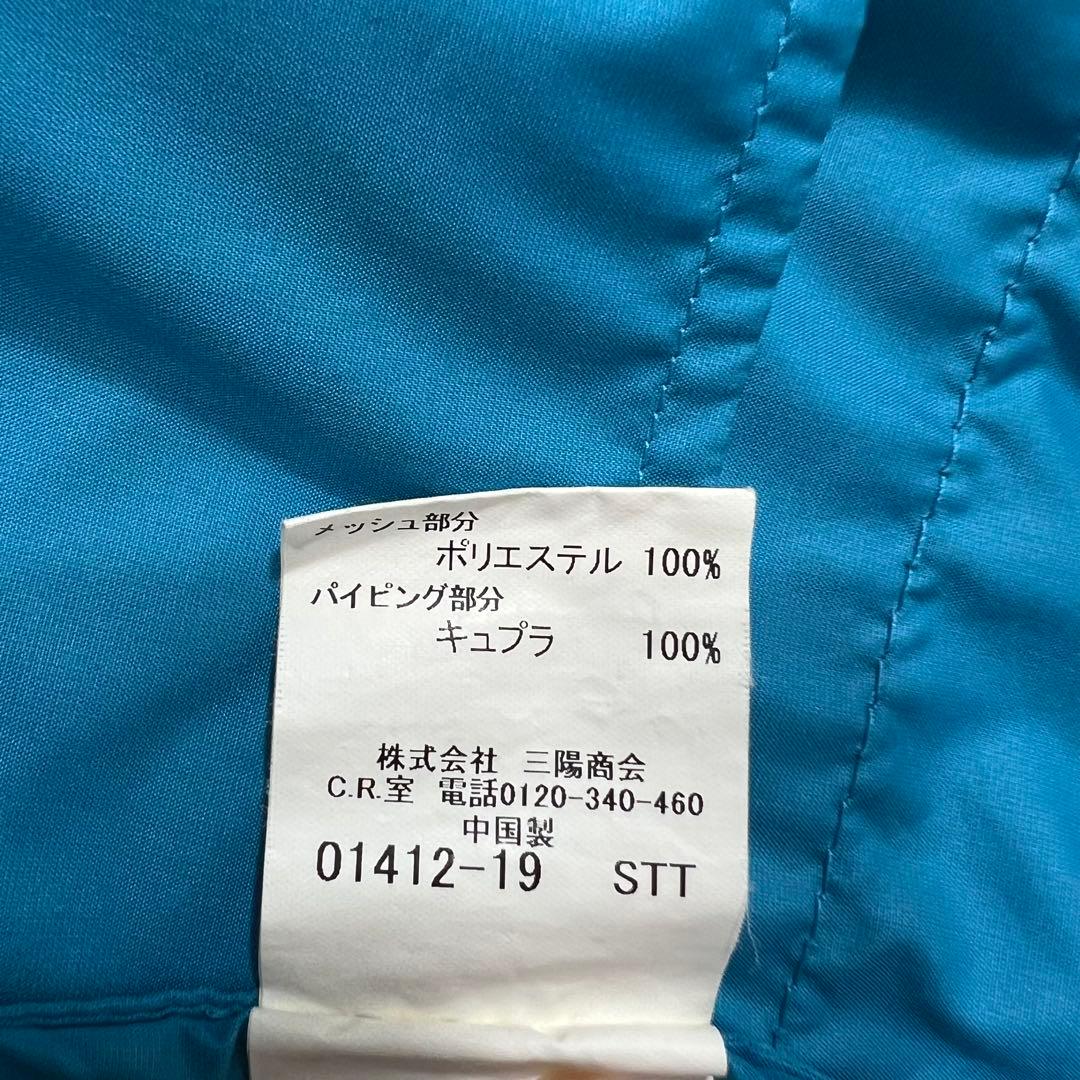 メッシュ部分
ポリエステル 100%
パイピング部分
キュプラ 100%
株式会社 三陽商会
C.R.室 電話0120-340-460
中国製
01412-19 STT